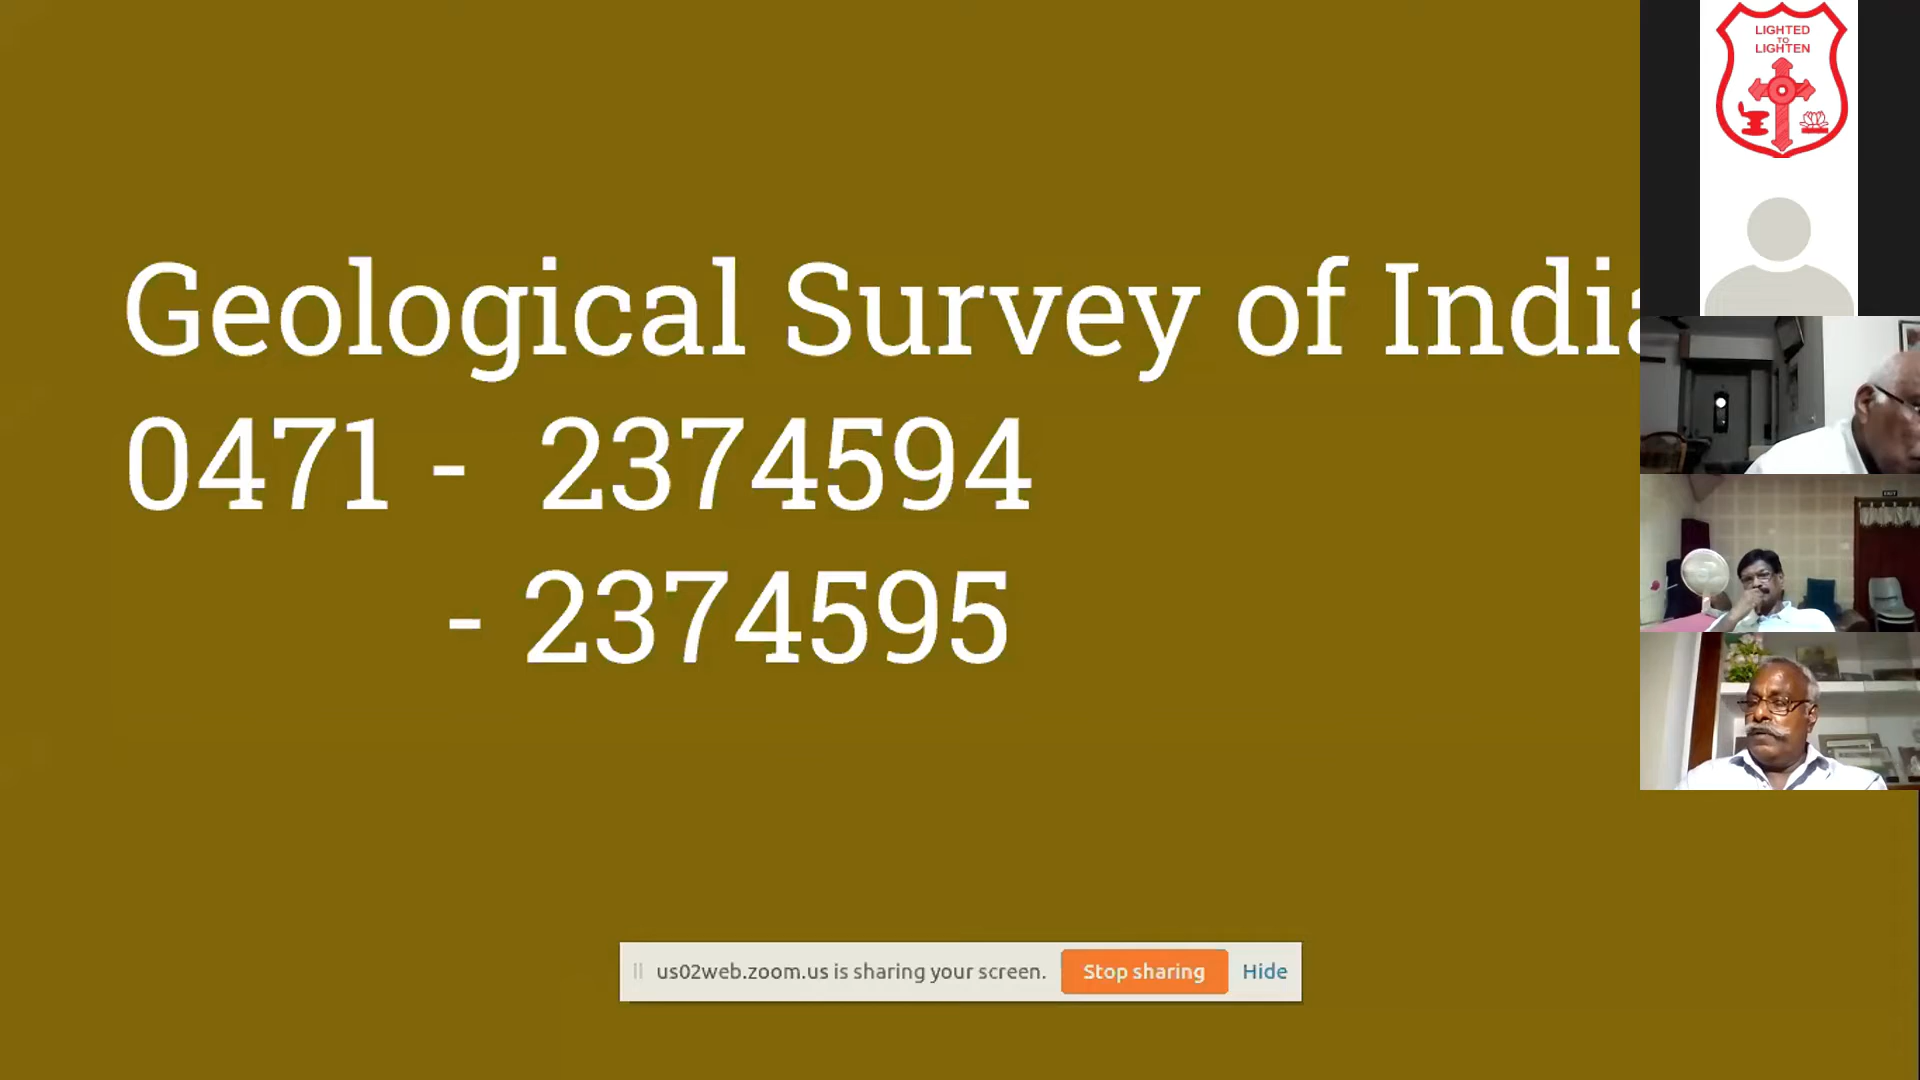 Geological Survey of India
0471 - 2374594
- 2374595
LIGHTED
TO
LIGHTEN
EXIT
us02web.zoom.us is sharing your screen.
Stop sharing
Hide